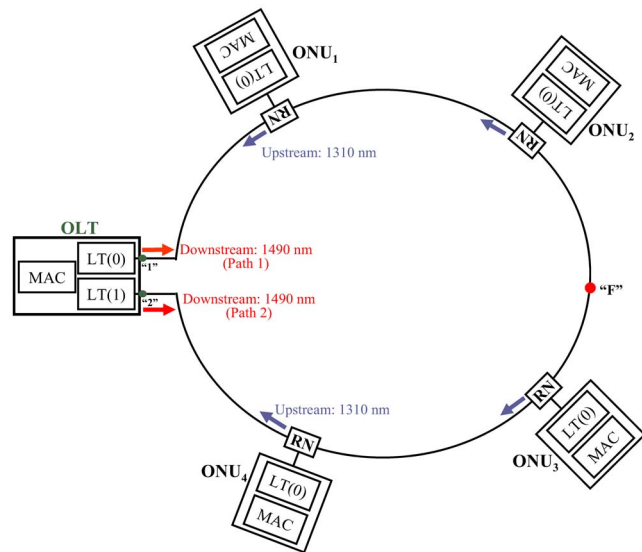 MAC
LT(0)
ONU1
RN
Upstream: 1310 nm
MAC
LT(0)
ONU2
RN
OLT
MAC
LT(0)
LT(1)
“1”
“2”
Downstream: 1490 nm
(Path 1)
Downstream: 1490 nm
(Path 2)
“F”
Upstream: 1310 nm
RN
ONU4
LT(0)
MAC
RN
ONU3
LT(0)
MAC